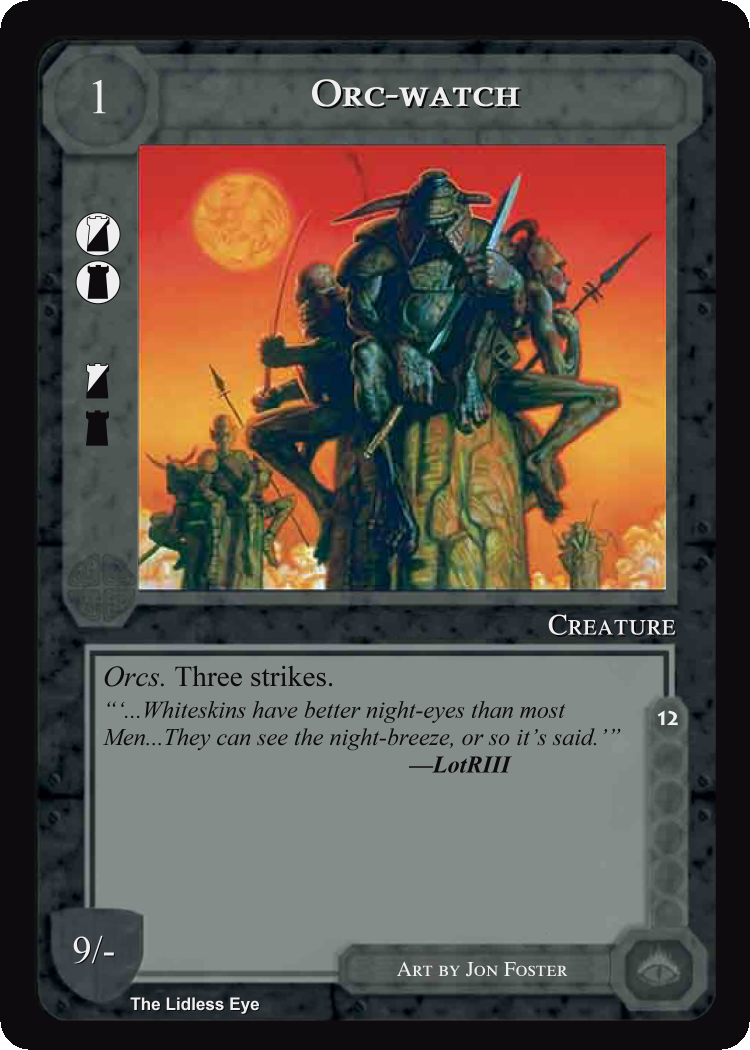 1
Orc-watch
Creature
Orcs. Three strikes.
“‘...Whiteskins have better night-eyes than most
Men...They can see the night-breeze, or so it’s said.’”
—LotRIII
12
9/-
Art by Jon Foster
The Lidless Eye